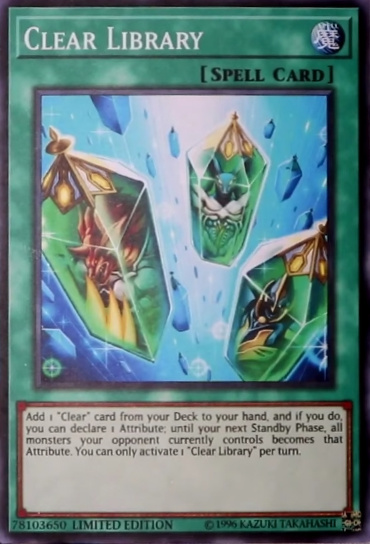 CLEAR LIBRARY
魔
[SPELL CARD]
Add 1 "Clear" card from your Deck to your hand, and if you do,
you can declare 1 Attribute; until your next Standby Phase, all
monsters your opponent currently controls becomes that
Attribute. You can only activate 1 "Clear Library" per turn.
78103650 LIMITED EDITION ©1996 KAZUKI TAKAHASHI